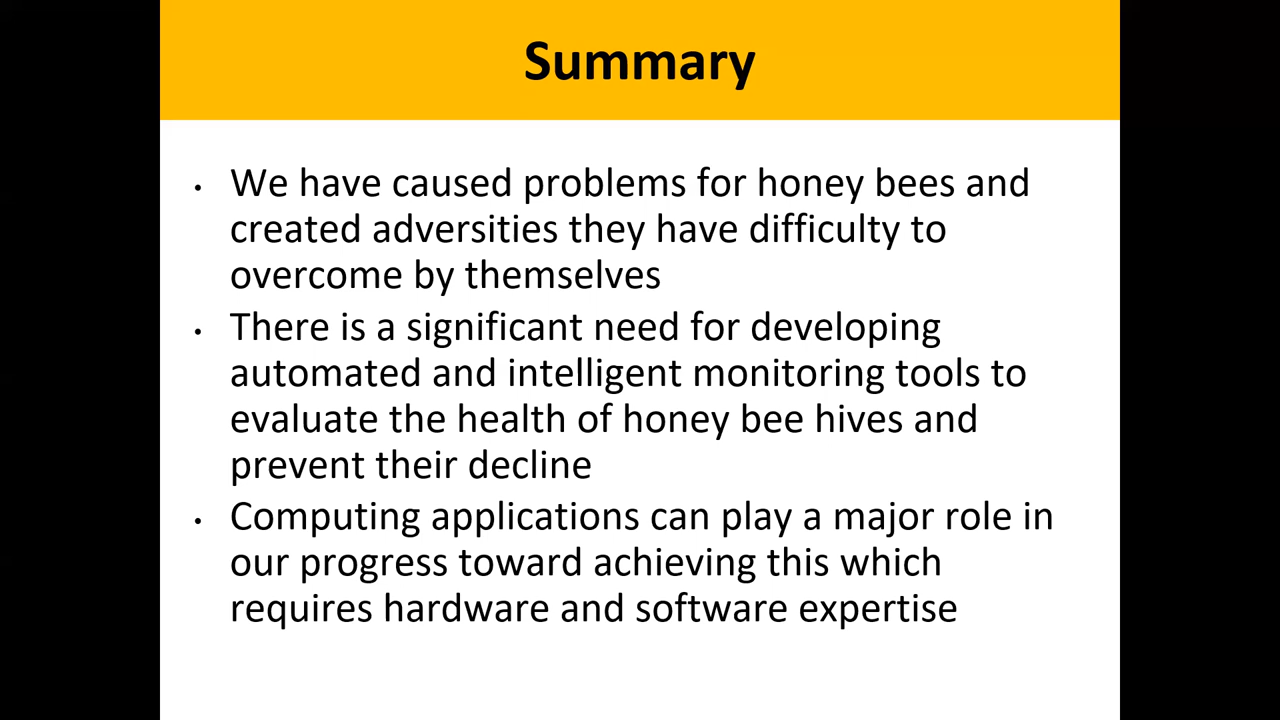 Summary
• We have caused problems for honey bees and
created adversities they have difficulty to
overcome by themselves
• There is a significant need for developing
automated and intelligent monitoring tools to
evaluate the health of honey bee hives and
prevent their decline
• Computing applications can play a major role in
our progress toward achieving this which
requires hardware and software expertise